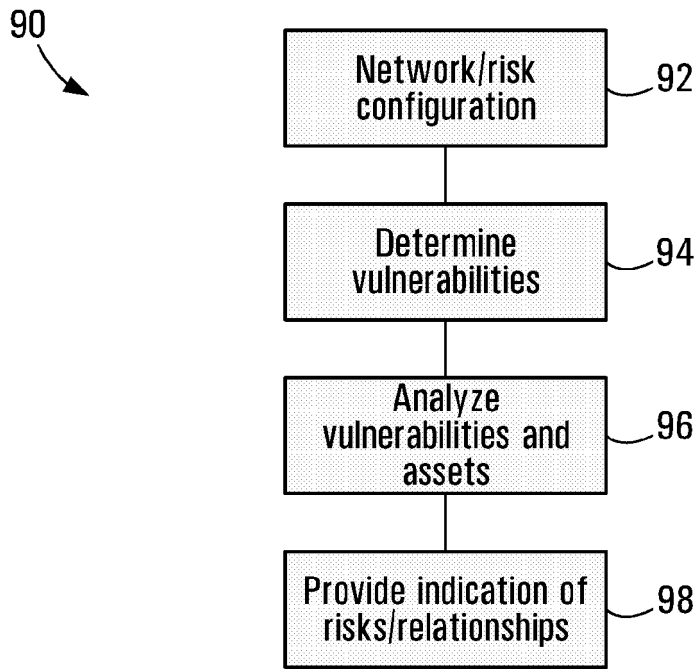 90
Network/risk
configuration
92
Determine
vulnerabilities
94
Analyze
vulnerabilities and
assets
96
Provide indication of
risks/relationships
98